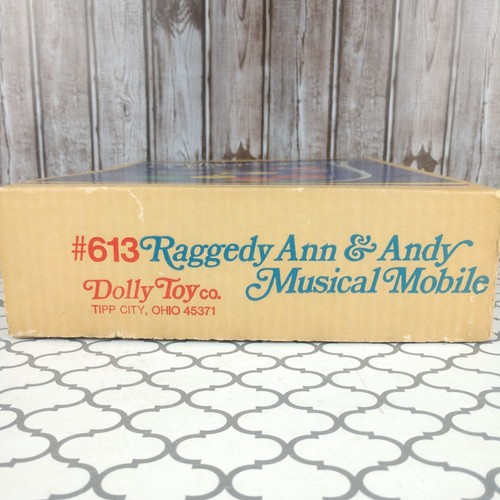 #613 Raggedy Ann & Andy
Musical Mobile
Dolly Toy co.
TIPP CITY, OHIO 45371